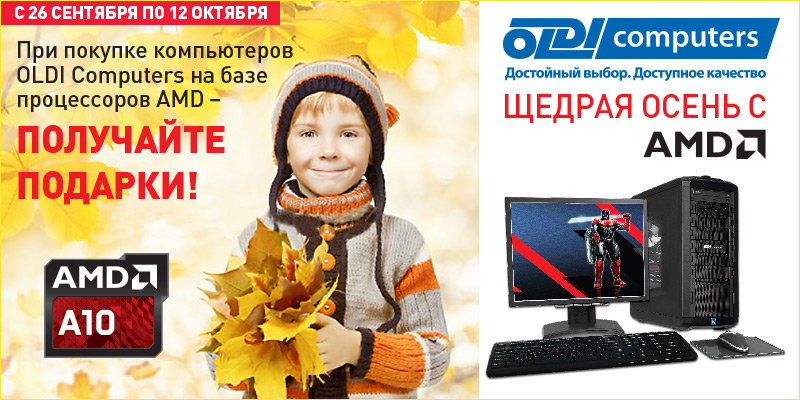 С 26 СЕНТЯБРЯ ПО 12 ОКТЯБРЯ
При покупке компьютеров
OLDI Computers на базе
процессоров AMD –
ПОЛУЧАЙТЕ
ПОДАРКИ!
AMD
A10
OLDI computers
Достойный выбор. Доступное качество
ЩЕДРАЯ ОСЕНЬ С
AMD